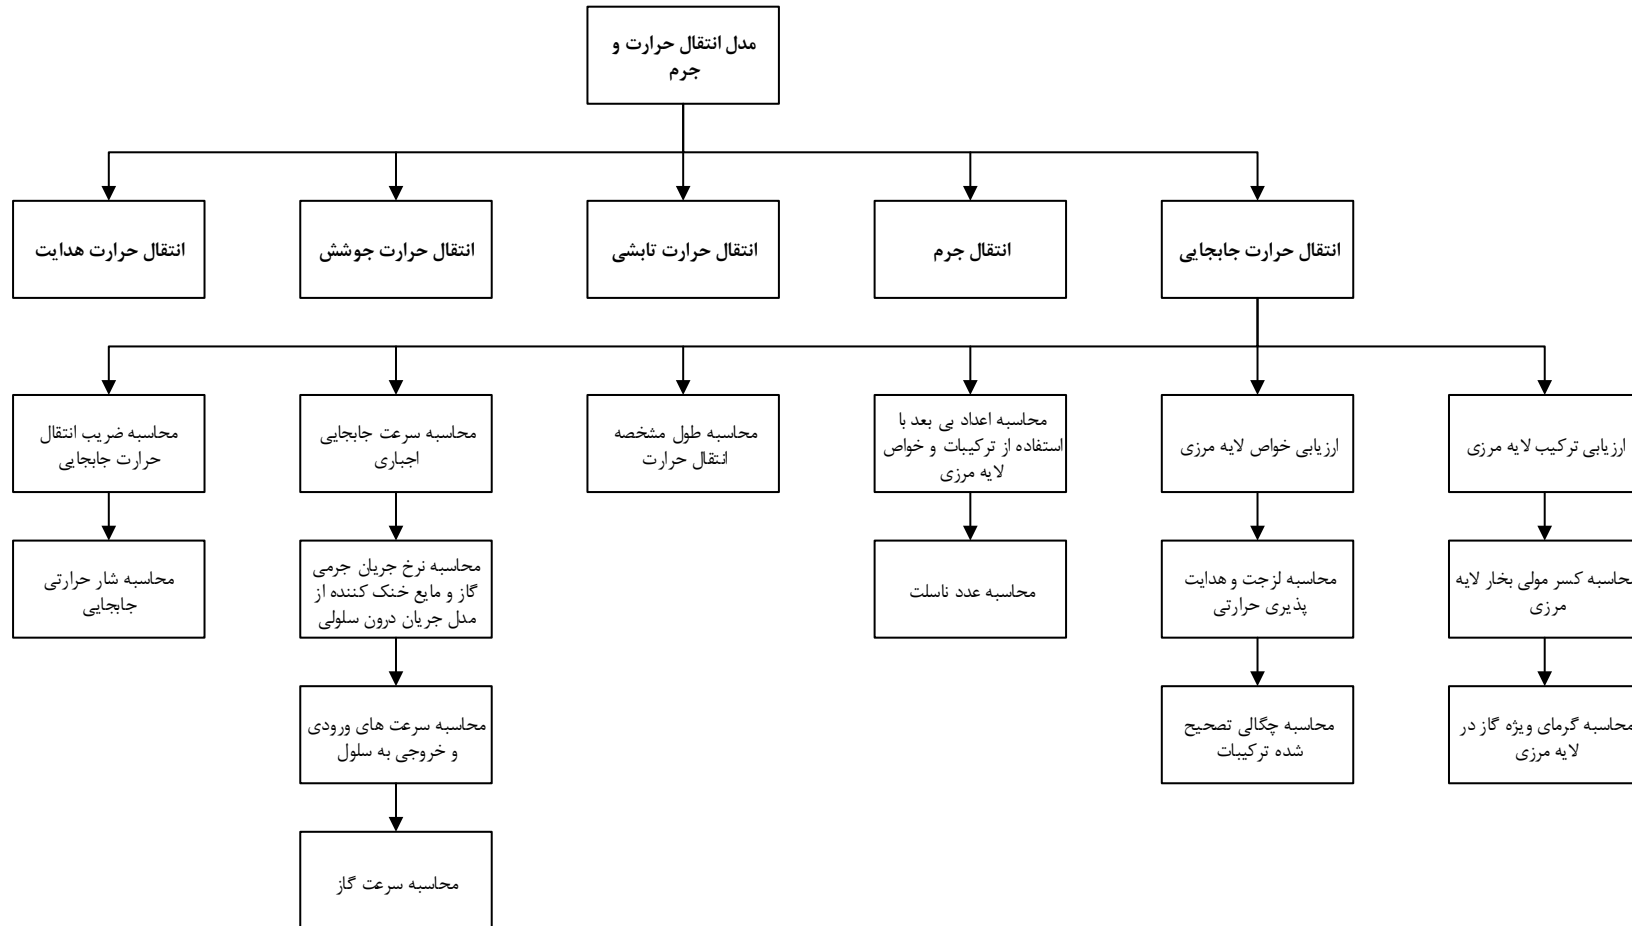 مدل انتقال حرارت و
جرم
انتقال حرارت جابجایی
انتقال جرم
انتقال حرارت تابشی
انتقال حرارت جوشش
انتقال حرارت هدایت
ارزیابی ترکیب لایه مرزی
ارزیابی خواص لایه مرزی
محاسبه اعداد بی بعد با
استفاده از ترکیبات و خواص
لایه مرزی
محاسبه طول مشخصه
انتقال حرارت
محاسبه سرعت جابجایی
اجباری
محاسبه ضریب انتقال
حرارت جابجایی
محاسبه کسر مولی بخار لایه
مرزی
محاسبه لزجت و هدایت
پذیری حرارتی
محاسبه عدد ناسلت
محاسبه نرخ جریان جرمی
گاز و مایع خنک کننده از
مدل جریان درون سلولی
محاسبه شار حرارتی
جابجایی
محاسبه گرمای ویژه گاز در
لایه مرزی
محاسبه چگالی تصحیح
شده ترکیبات
محاسبه سرعت های ورودی
و خروجی به سلول
محاسبه سرعت گاز